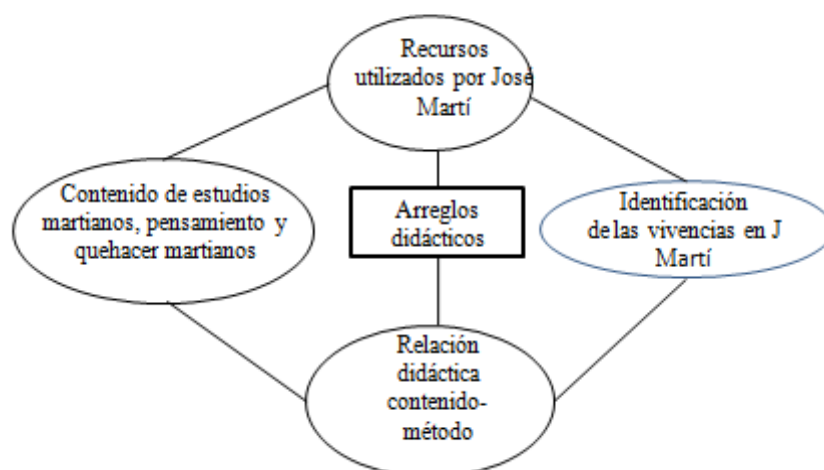 Recursos
utilizados por José
Martí
Contenido de estudios
martianos, pensamiento y
quehacer martianos
Arreglos
didácticos
Identificación
de las vivencias en J
Martí
Relación
didáctica
contenido-
método